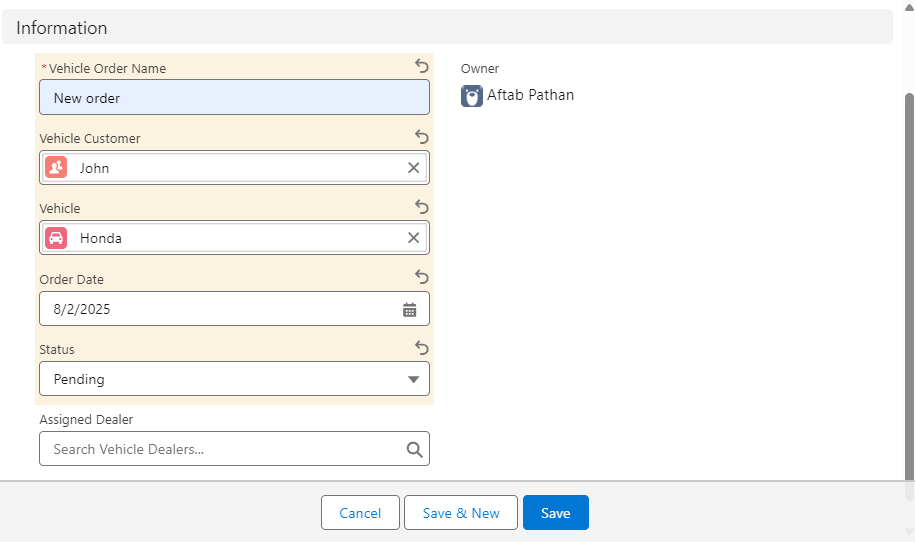 Information
* Vehicle Order Name
New order
Vehicle Customer
John
Vehicle
Honda
Order Date
8/2/2025
Status
Pending
Assigned Dealer
Search Vehicle Dealers...
Owner
Aftab Pathan
Cancel
Save & New
Save